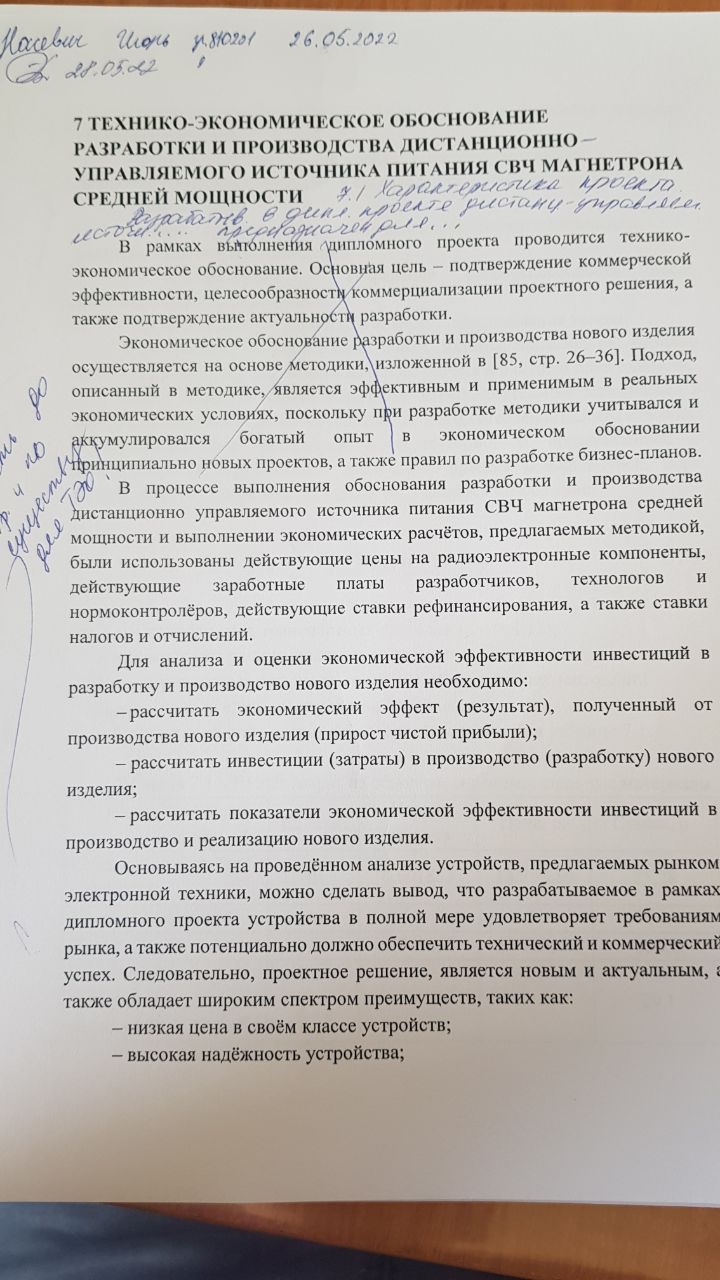 Игорь гр.810201 26.05.2022
28.05.22
7 ТЕХНИКО-ЭКОНОМИЧЕСКОЕ ОБОСНОВАНИЕ
РАЗРАБОТКИ И ПРОИЗВОДСТВА ДИСТАНЦИОННО –
УПРАВЛЯЕМОГО ИСТОЧНИКА ПИТАНИЯ СВЧ МАГНЕТРОНА
СРЕДНЕЙ МОЩНОСТИ 7.1 Характеристика проекта
в дипл. проекте дистанц-управляем.
предназначен для...
В рамках выполнения дипломного проекта проводится технико-
экономическое обоснование. Основная цель – подтверждение коммерческой
эффективности, целесообразности коммерциализации проектного решения, а
также подтверждение актуальности разработки.
Экономическое обоснование разработки и производства нового изделия
осуществляется на основе методики, изложенной в [85, стр. 26–36]. Подход,
описанный в методике, является эффективным и применимым в реальных
экономических условиях, поскольку при разработке методики учитывался и
аккумулировался богатый опыт в экономическом обосновании
принципиально новых проектов, а также правил по разработке бизнес-планов.
В процессе выполнения обоснования разработки и производства
дистанционно управляемого источника питания СВЧ магнетрона средней
мощности и выполнении экономических расчётов, предлагаемых методикой,
были использованы действующие цены на радиоэлектронные компоненты,
действующие заработные платы разработчиков, технологов и
нормоконтролёров, действующие ставки рефинансирования, а также ставки
налогов и отчислений.
Для анализа и оценки экономической эффективности инвестиций в
разработку и производство нового изделия необходимо:
– рассчитать экономический эффект (результат), полученный от
производства нового изделия (прирост чистой прибыли);
– рассчитать инвестиции (затраты) в производство (разработку) нового
изделия;
– рассчитать показатели экономической эффективности инвестиций в
производство и реализацию нового изделия.
Основываясь на проведённом анализе устройств, предлагаемых рынком
электронной техники, можно сделать вывод, что разрабатываемое в рамках
дипломного проекта устройства в полной мере удовлетворяет требованиям
рынка, а также потенциально должно обеспечить технический и коммерческий
успех. Следовательно, проектное решение, является новым и актуальным, а
также обладает широким спектром преимуществ, таких как:
– низкая цена в своём классе устройств;
– высокая надёжность устройства;
до
и по
для ТЭО!